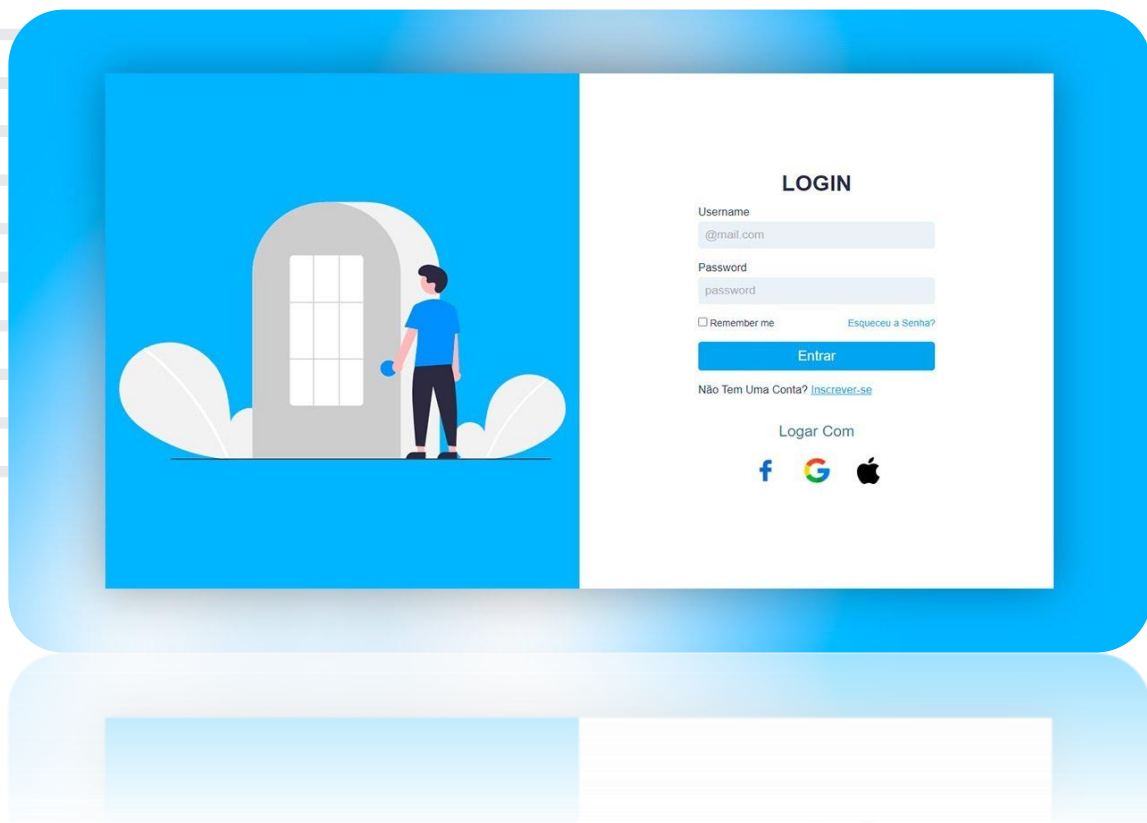 LOGIN
Username
@mail.com
Password
password
Remember me Esqueceu a Senha?
Entrar
Não Tem Uma Conta? Inscrever-se
Logar Com